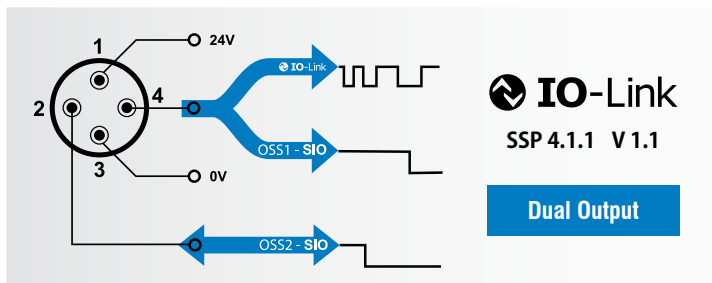 1
24V
IO-Link
2
4
IO-Link
SSP 4.1.1 V 1.1
OSS1 - SIO
3
0V
Dual Output
OSS2 - SIO